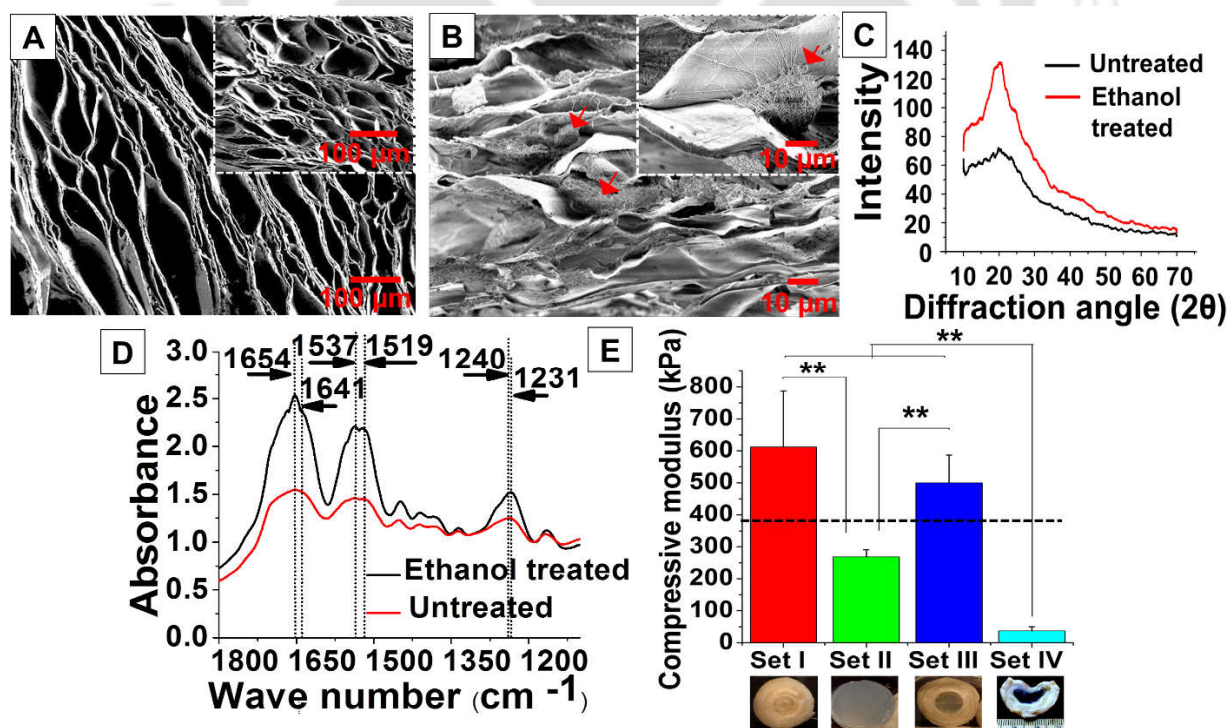 A
100 µm
100 µm
B
10 µm
10 µm
C
Intensity
140
120
100
80
60
40
20
0
Untreated
Ethanol
treated
10 20 30 40 50 60 70
Diffraction angle (2θ)
D
Absorbance
3.0
2.5
2.0
1.5
1.0
0.5
0.0
1654
1537
1519
1240
1641
1231
Ethanol treated
Untreated
1800 1650 1500 1350 1200
Wave number (cm -1)
E
Compressive modulus (kPa)
800
700
600
500
400
300
200
100
0
**
**
**
Set I Set II Set III Set IV